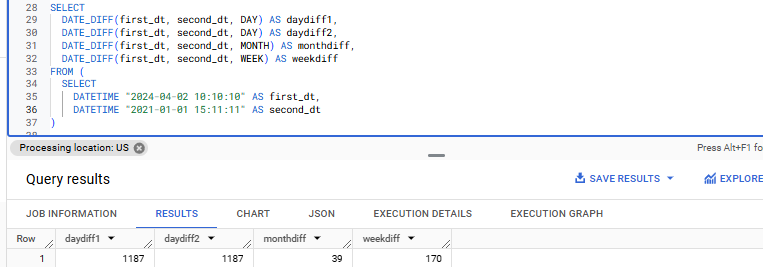 28 SELECT
29 DATE_DIFF(first_dt, second_dt, DAY) AS daydiff1,
30 DATE_DIFF(first_dt, second_dt, DAY) AS daydiff2,
31 DATE_DIFF(first_dt, second_dt, MONTH) AS monthdiff,
32 DATE_DIFF(first_dt, second_dt, WEEK) AS weekdiff
33 FROM (
34 SELECT
35 DATETIME "2024-04-02 10:10:10" AS first_dt,
36 DATETIME "2021-01-01 15:11:11" AS second_dt
37 )
Processing location: US Press Alt+F1 fo
Query results SAVE RESULTS EXPLORE
JOB INFORMATION RESULTS CHART JSON EXECUTION DETAILS EXECUTION GRAPH
Row daydiff1 daydiff2 monthdiff weekdiff
1 1187 1187 39 170